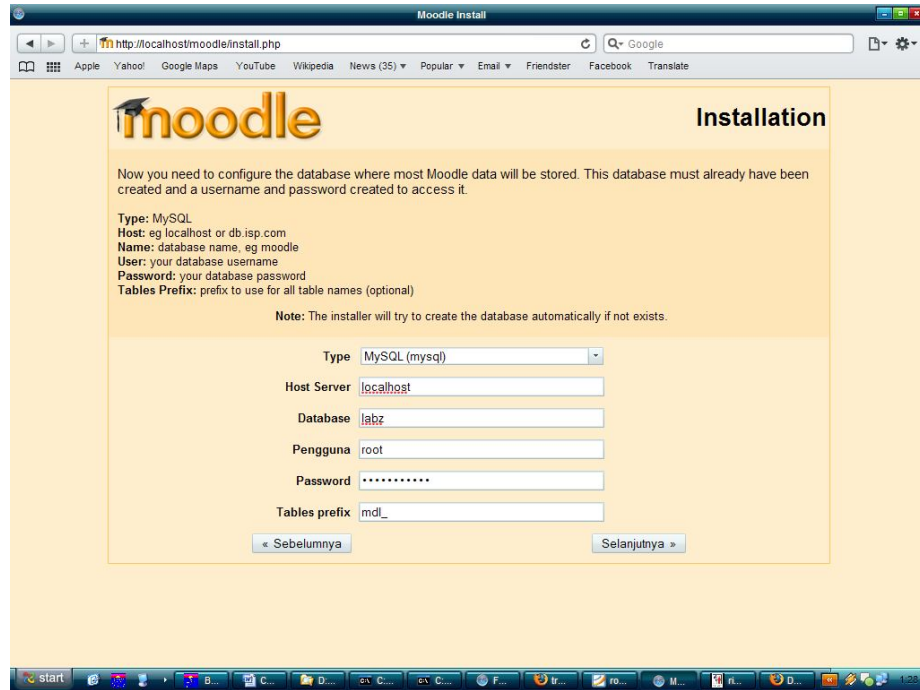 Moodle Install
http://localhost/moodle/install.php
Google
Apple Yahoo! Google Maps YouTube Wikipedia News (35) Popular Email Friendster Facebook Translate
moodle
Installation
Now you need to configure the database where most Moodle data will be stored. This database must already have been
created and a username and password created to access it.
Type: MySQL
Host: eg localhost or db.isp.com
Name: database name, eg moodle
User: your database username
Password: your database password
Tables Prefix: prefix to use for all table names (optional)
Note: The installer will try to create the database automatically if not exists.
Type MySQL (mysql)
Host Server localhost
Database labz
Pengguna root
Password •••••••••••
Tables prefix mdl_
« Sebelumnya Selanjutnya »
start B... C... D:... C:... C:... F... tr... ro... M... ri... D...